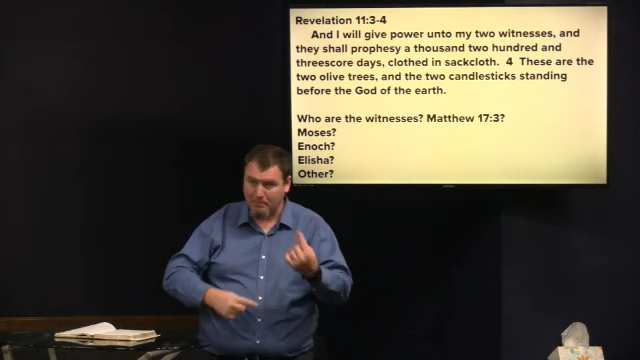 Revelation 11:3-4
And I will give power unto my two witnesses, and
they shall prophesy a thousand two hundred and
threescore days, clothed in sackcloth. 4 These are the
two olive trees, and the two candlesticks standing
before the God of the earth.
Who are the witnesses? Matthew 17:3?
Moses?
Enoch?
Elisha?
Other?